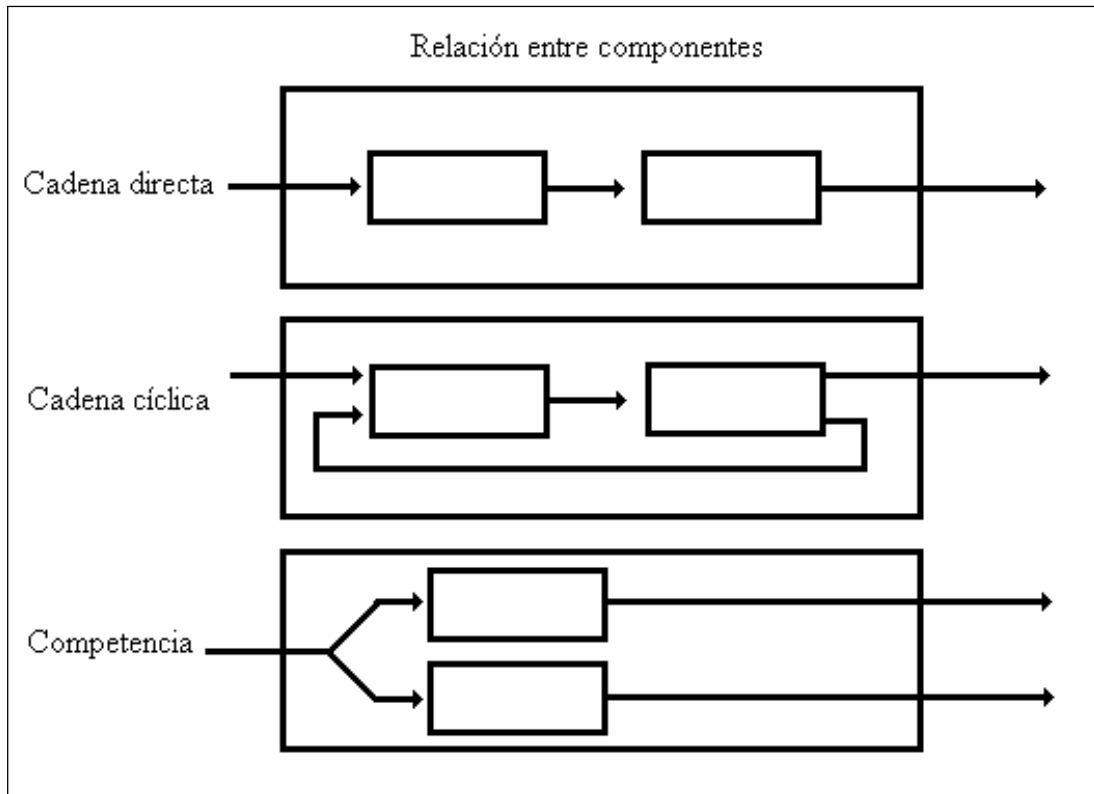 Relación entre componentes
Cadena directa
Cadena cíclica
Competencia